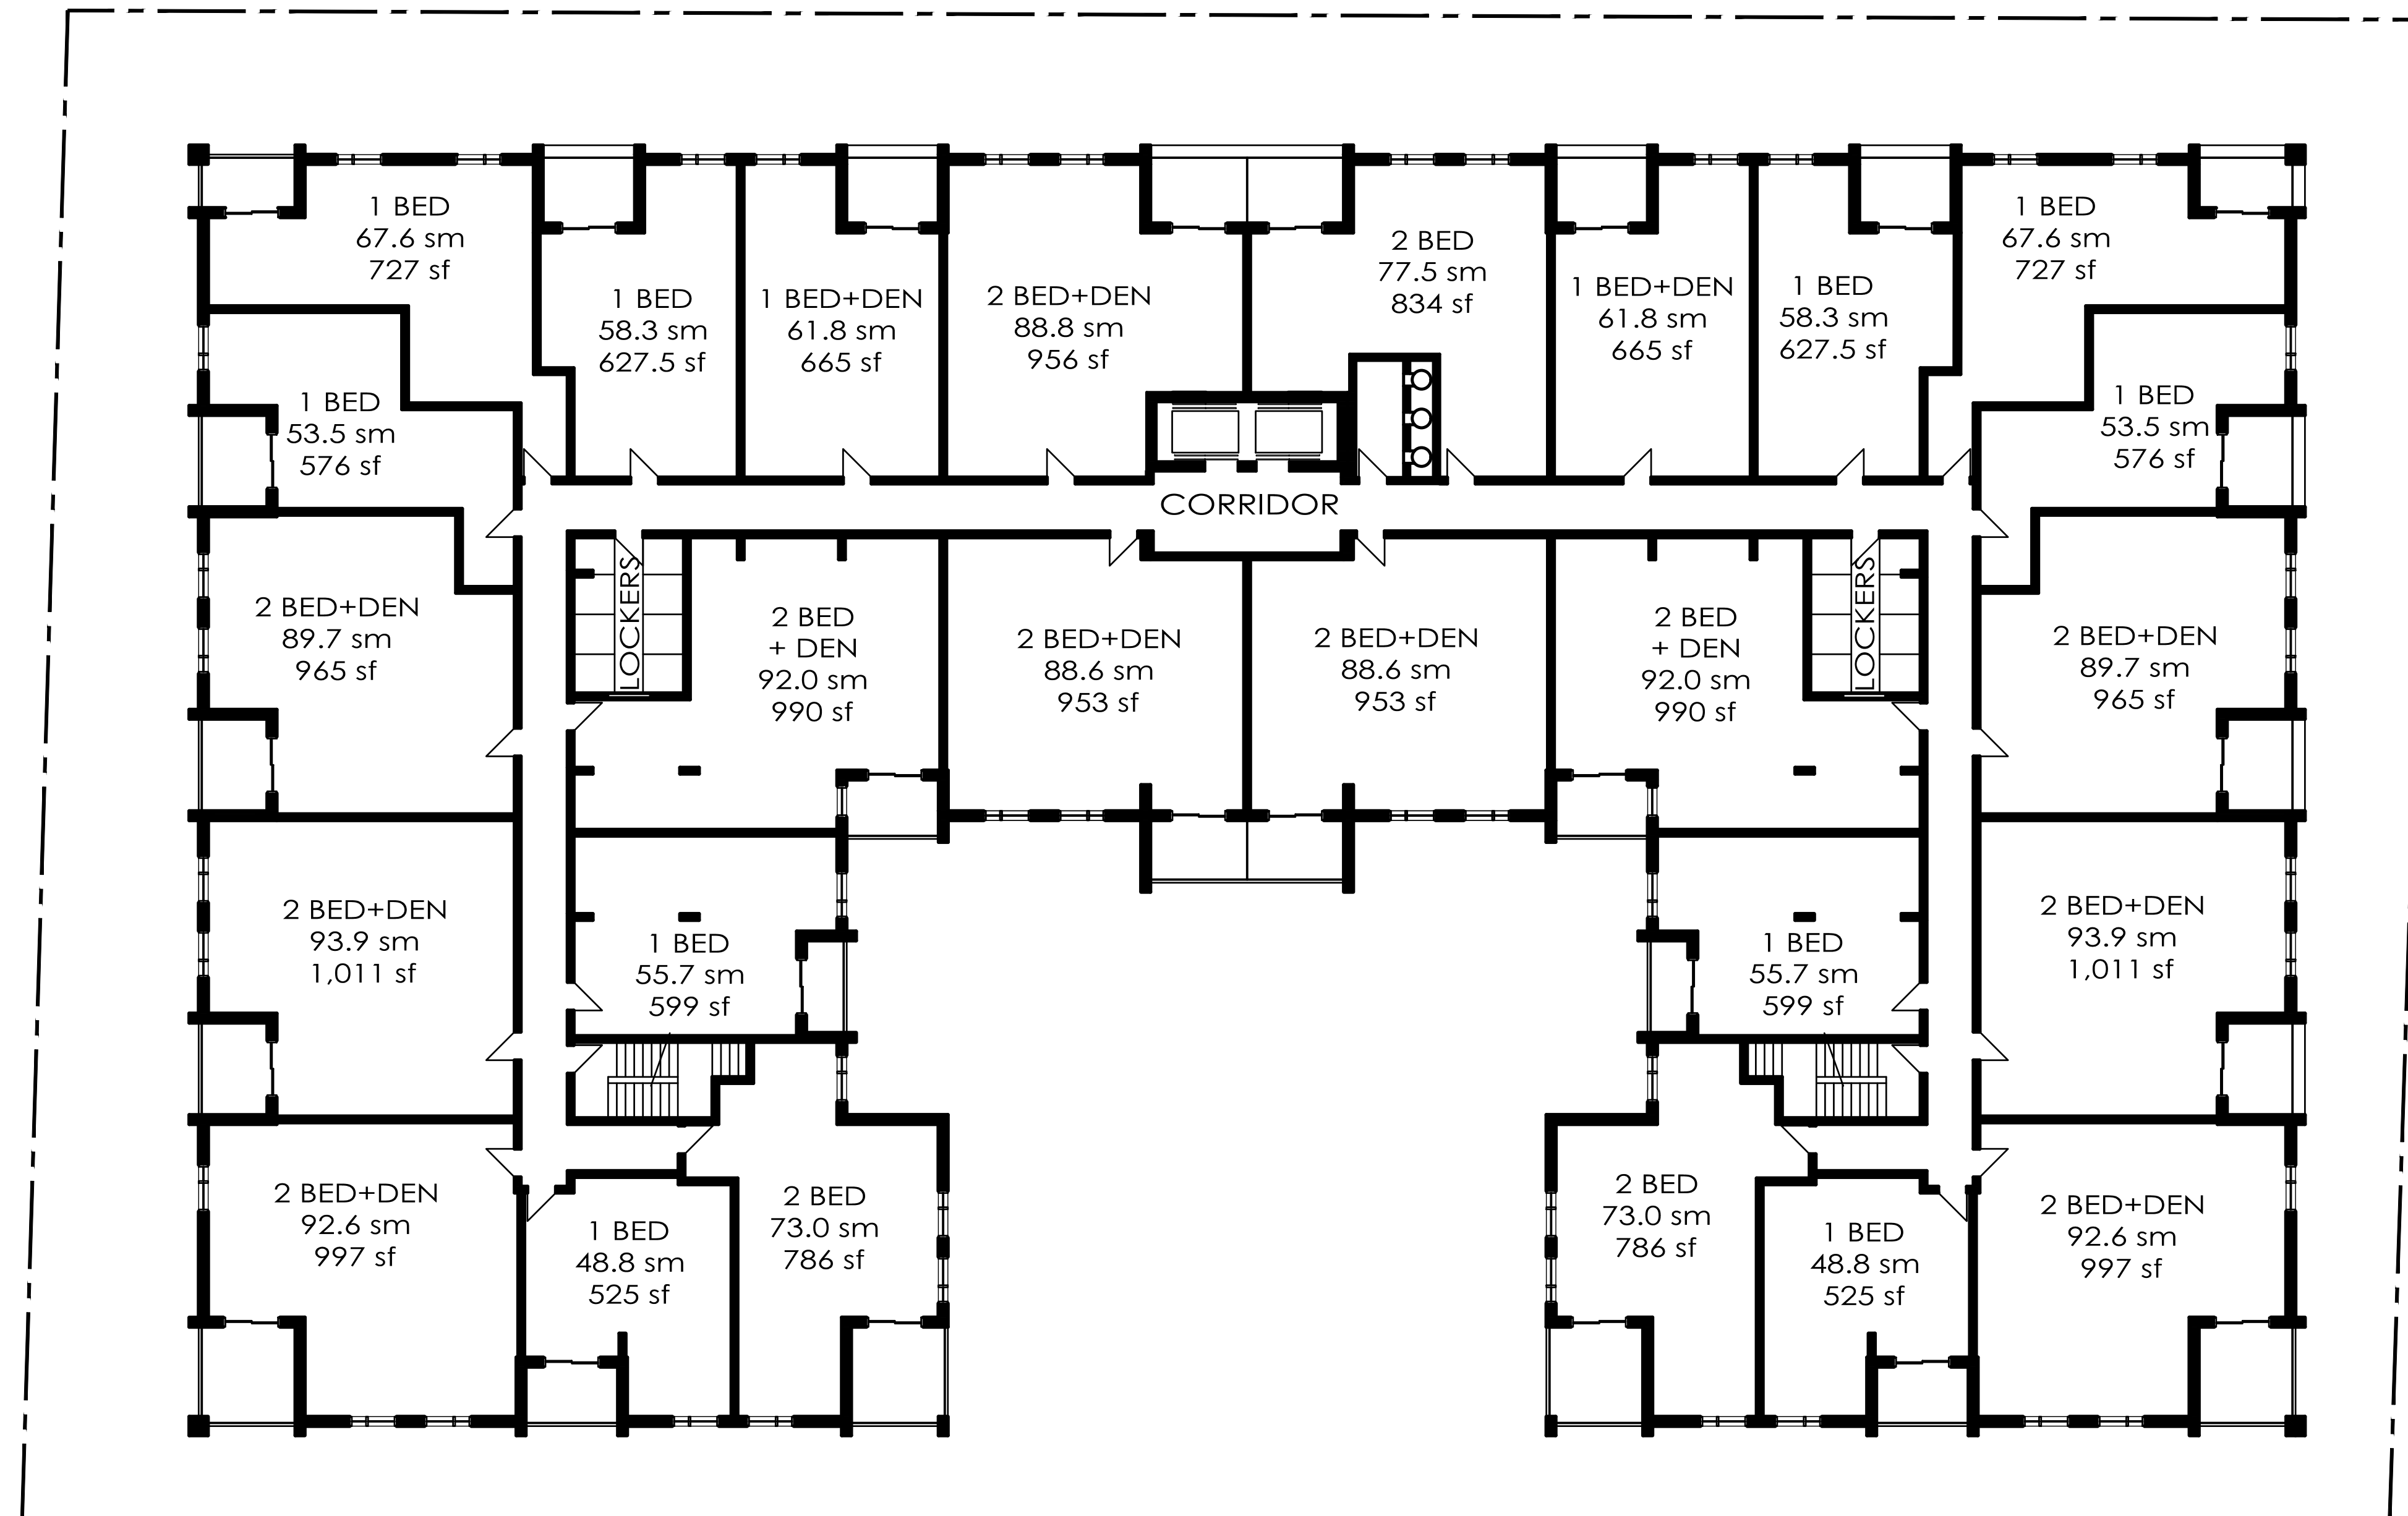 1 BED
67.6 sm
727 sf
1 BED
58.3 sm
627.5 sf
1 BED+DEN
61.8 sm
665 sf
2 BED+DEN
88.8 sm
956 sf
2 BED
77.5 sm
834 sf
1 BED+DEN
61.8 sm
665 sf
1 BED
58.3 sm
627.5 sf
1 BED
67.6 sm
727 sf
1 BED
53.5 sm
576 sf
1 BED
53.5 sm
576 sf
CORRIDOR
2 BED+DEN
89.7 sm
965 sf
LOCKERS
2 BED
+ DEN
92.0 sm
990 sf
2 BED+DEN
88.6 sm
953 sf
2 BED+DEN
88.6 sm
953 sf
2 BED
+ DEN
92.0 sm
990 sf
LOCKERS
2 BED+DEN
89.7 sm
965 sf
2 BED+DEN
93.9 sm
1,011 sf
1 BED
55.7 sm
599 sf
1 BED
55.7 sm
599 sf
2 BED+DEN
93.9 sm
1,011 sf
2 BED+DEN
92.6 sm
997 sf
1 BED
48.8 sm
525 sf
2 BED
73.0 sm
786 sf
2 BED
73.0 sm
786 sf
1 BED
48.8 sm
525 sf
2 BED+DEN
92.6 sm
997 sf